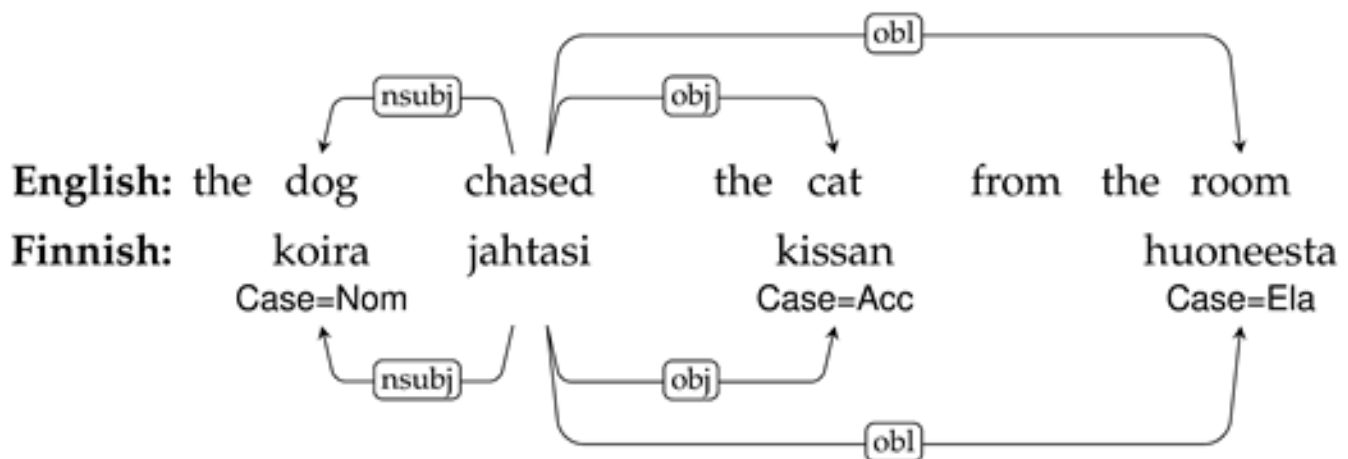 obl
nsubj obj
English: the dog chased the cat from the room
Finnish: koira jahtasi kissan huoneesta
Case=Nom Case=Acc Case=Ela
nsubj obj
obl